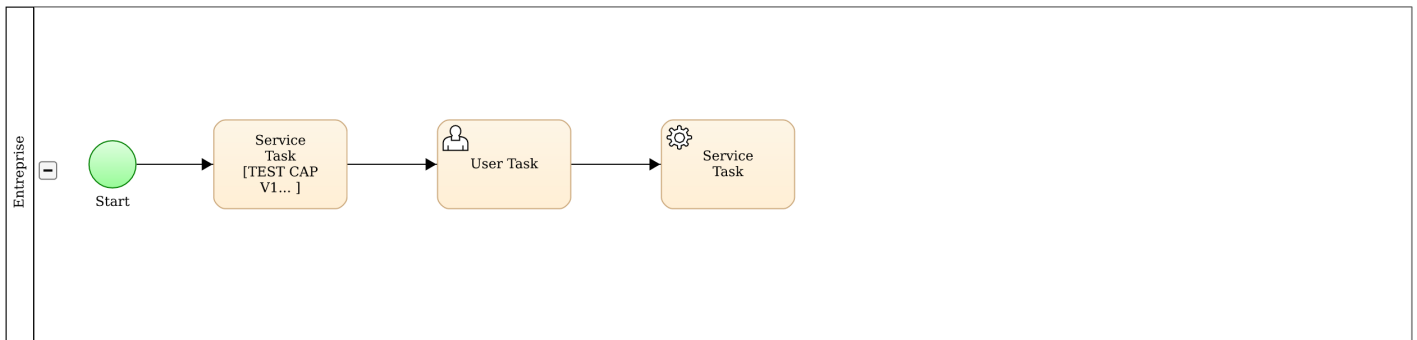 Entreprise
Start
Service
Task
[TEST CAP
V1... ]
User Task
Service
Task